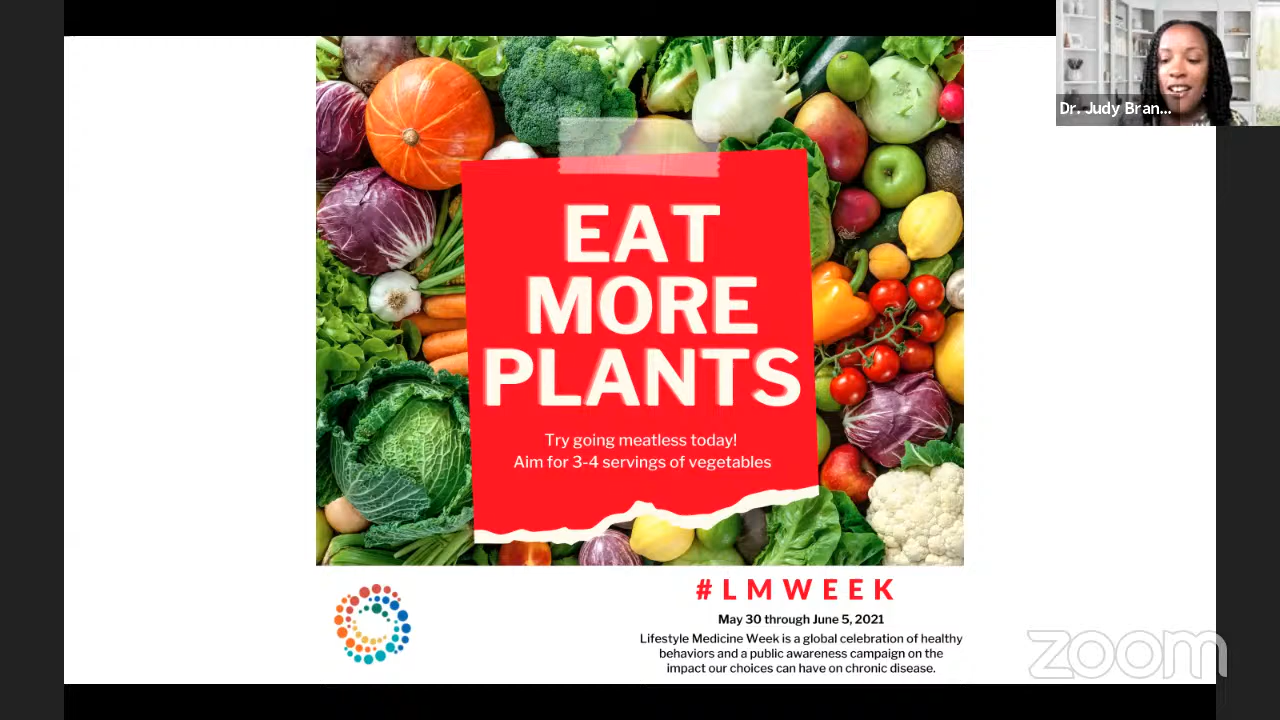 Dr. Judy Bran...
EAT
MORE
PLANTS
Try going meatless today!
Aim for 3-4 servings of vegetables
#LMWEEK
May 30 through June 5, 2021
Lifestyle Medicine Week is a global celebration of healthy
behaviors and a public awareness campaign on the
impact our choices can have on chronic disease.
zoom